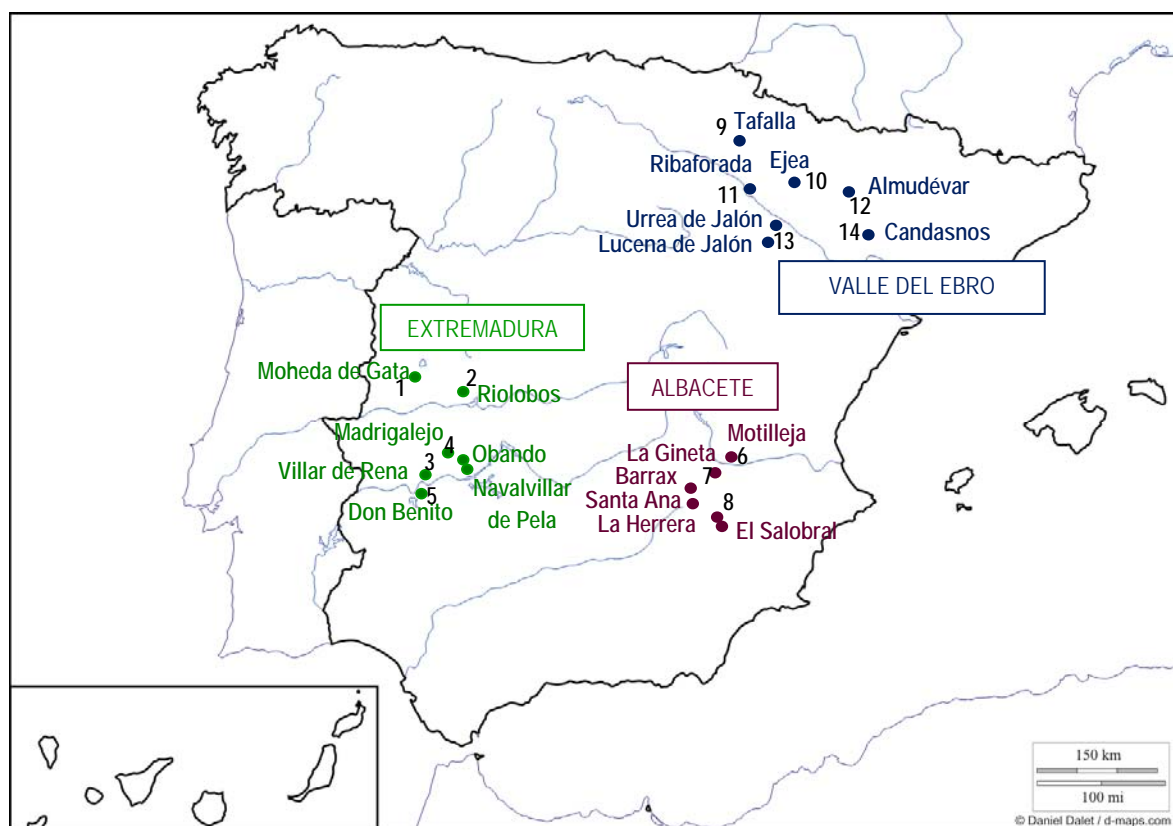 9 Tafalla
Ribaforada
Ejea
10
11
Almudévar
12
Urrea de Jalón
Lucena de Jalón
13
14
Candasnos
VALLE DEL EBRO
EXTREMADURA
Moheda de Gata
1
2
Riolobos
ALBACETE
Madrigalejo
4
Obando
Villar de Rena
3
Navalvillar
de Pela
Don Benito
5
Motilleja
La Gineta
6
Barrax
7
Santa Ana
8
La Herrera
El Salobral
150 km
100 mi
© Daniel Dalet / d-maps.com